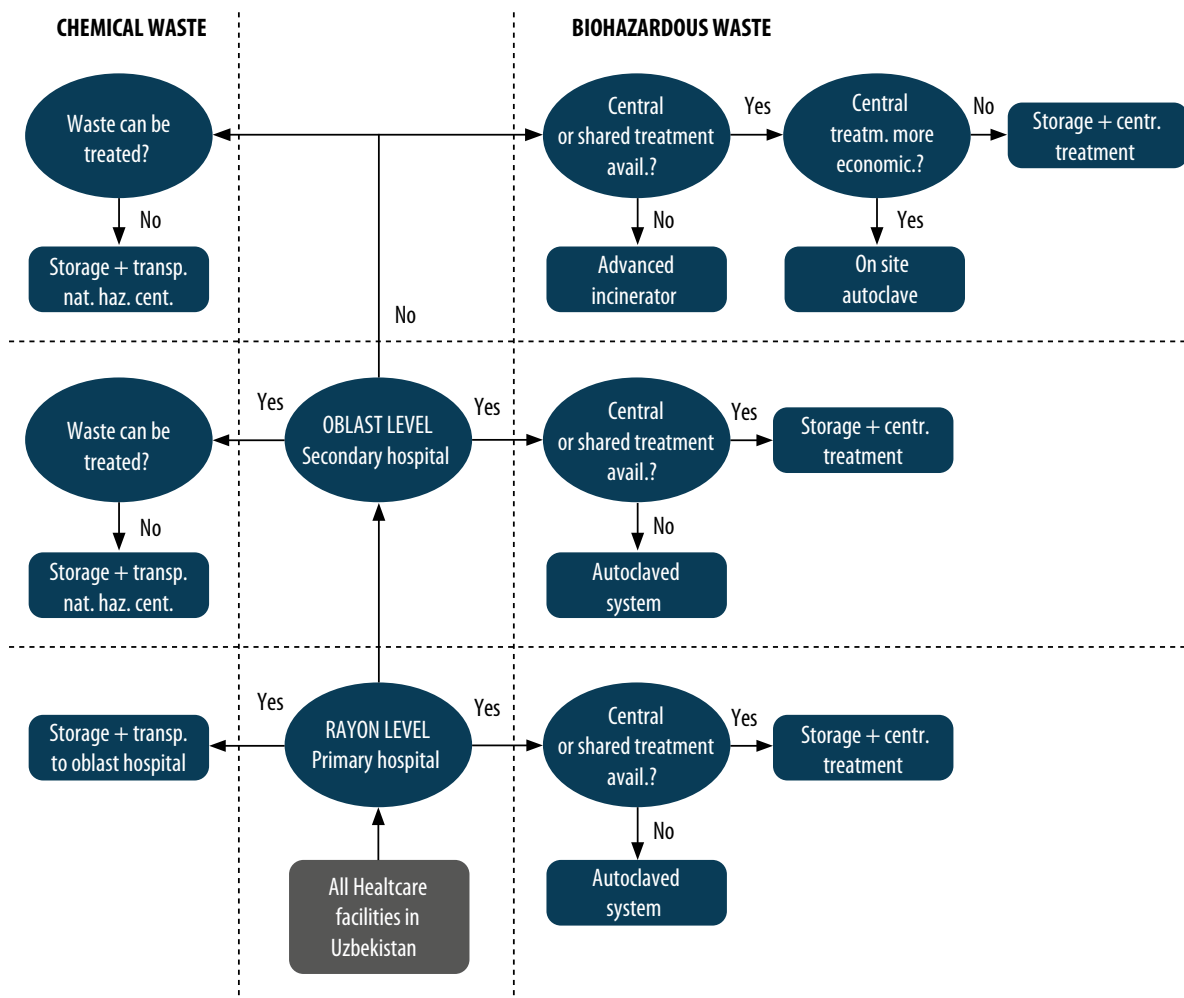 CHEMICAL WASTE
BIOHAZARDOUS WASTE
Waste can be
treated?
No
Storage + transp.
nat. haz. cent.
No
Central
or shared treatment
avail.?
Yes
Central
treatm. more
economic.?
No
Storage + centr.
treatment
No
Advanced
incinerator
Yes
On site
autoclave
Waste can be
treated?
No
Storage + transp.
nat. haz. cent.
Yes
OBLAST LEVEL
Secondary hospital
Yes
Central
or shared treatment
avail.?
Yes
Storage + centr.
treatment
No
Autoclaved
system
Storage + transp.
to oblast hospital
Yes
RAYON LEVEL
Primary hospital
Yes
Central
or shared treatment
avail.?
Yes
Storage + centr.
treatment
No
Autoclaved
system
All Healtcare
facilities in
Uzbekistan